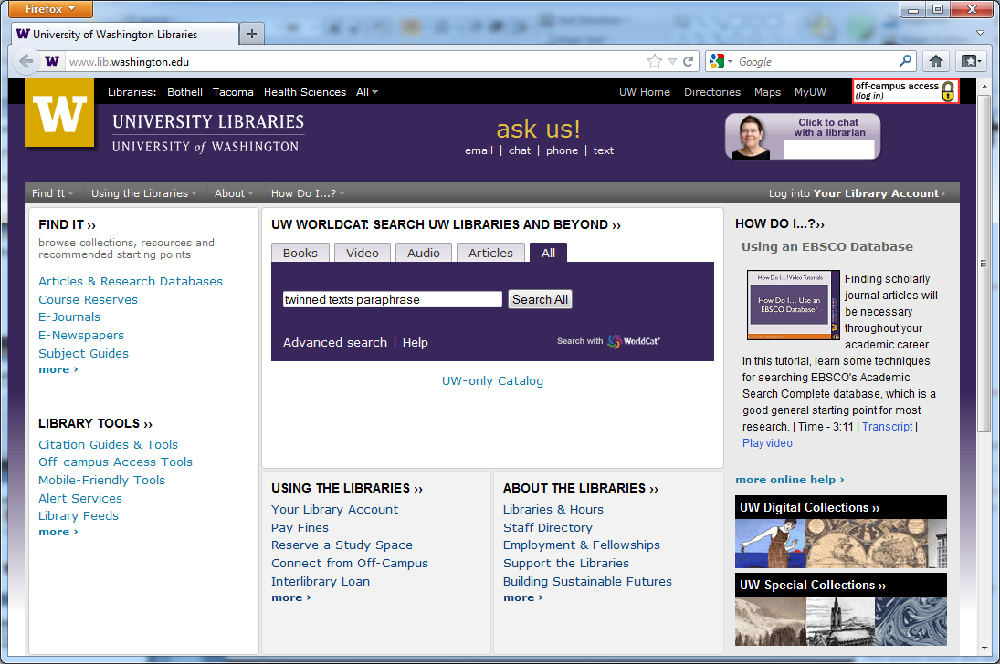 Firefox
University of Washington Libraries
www.lib.washington.edu
Google
Libraries: Bothell Tacoma Health Sciences All
UW Home Directories Maps MyUW
off-campus access
(log in)
W
UNIVERSITY LIBRARIES
UNIVERSITY of WASHINGTON
ask us!
email | chat | phone | text
Click to chat
with a librarian
Find It Using the Libraries About How Do I...?
Log into Your Library Account
FIND IT ››
browse collections, resources and
recommended starting points
Articles & Research Databases
Course Reserves
E-Journals
E-Newspapers
Subject Guides
more ›
LIBRARY TOOLS ››
Citation Guides & Tools
Off-campus Access Tools
Mobile-Friendly Tools
Alert Services
Library Feeds
more ›
UW WORLDCAT: SEARCH UW LIBRARIES AND BEYOND ››
Books Video Audio Articles All
twinned texts paraphrase Search All
Advanced search | Help
Search with WorldCat
UW-only Catalog
USING THE LIBRARIES ››
Your Library Account
Pay Fines
Reserve a Study Space
Connect from Off-Campus
Interlibrary Loan
more ›
ABOUT THE LIBRARIES ››
Libraries & Hours
Staff Directory
Employment & Fellowships
Support the Libraries
Building Sustainable Futures
more ›
HOW DO I...?››
Using an EBSCO Database
How Do I...! Video Tutorials
How Do I... Use an
EBSCO Database?
Finding scholarly
journal articles will
be necessary
throughout your
academic career.
In this tutorial, learn some techniques
for searching EBSCO's Academic
Search Complete database, which is a
good general starting point for most
research. | Time - 3:11 | Transcript |
Play video
more online help ›
UW Digital Collections ››
UW Special Collections ››